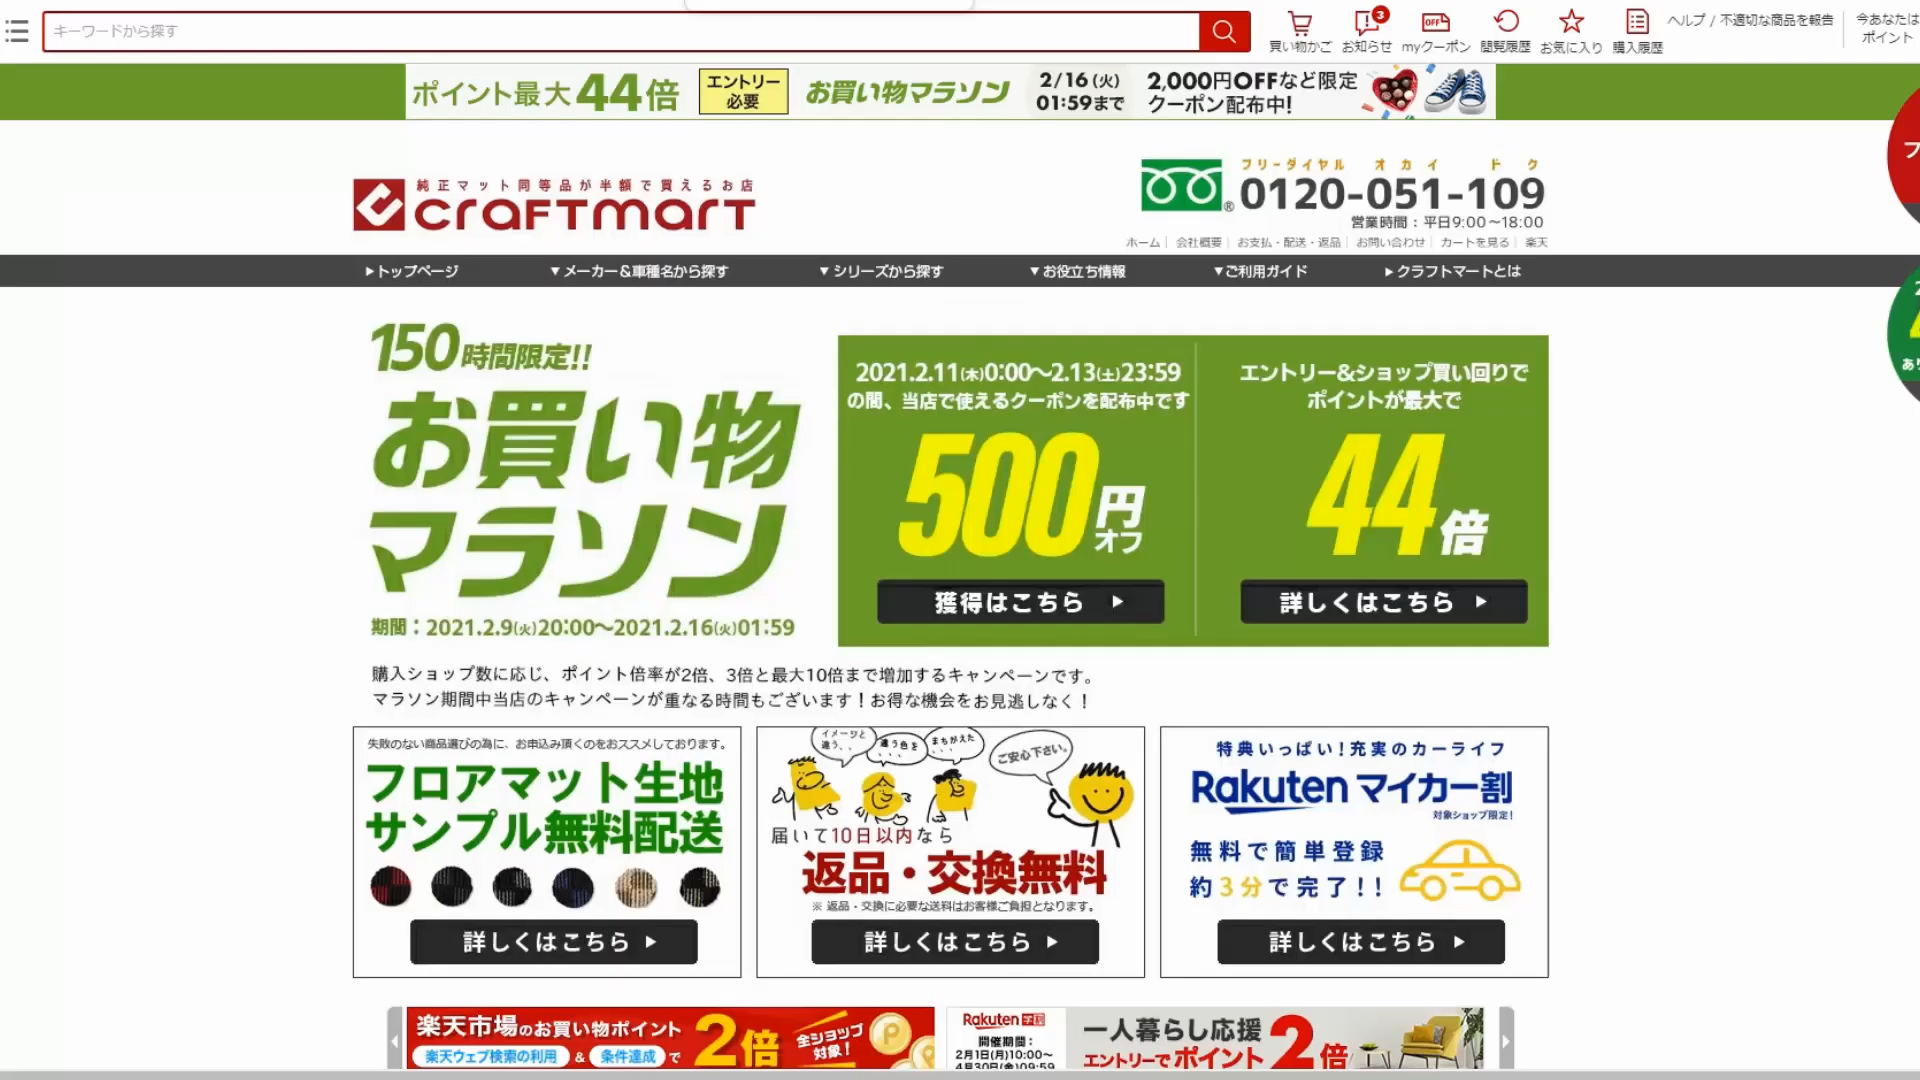 キーワードから探す
3
OFF
買い物かご お知らせ myクーポン 閲覧履歴 お気に入り 購入履歴
ヘルプ / 不適切な商品を報告
今あなたは
ポイント
ポイント最大44倍
エントリー
必要
お買い物マラソン
2/16(火)
01:59まで
2,000円OFFなど限定
クーポン配布中!
純正マット同等品が半額で買えるお店
craftmart
フリーダイヤル オカイ ドク
0120-051-109
営業時間:平日9:00~18:00
ホーム| 会社概要| お支払・配送・返品| お問い合わせ| カートを見る| 楽天
▶トップページ ▼メーカー&車種名から探す ▼シリーズから探す ▼お役立ち情報 ▼ご利用ガイド ▶クラフトマートとは
150時間限定!!
お買い物
マラソン
期間:2021.2.9(火)20:00~2021.2.16(火)01:59
2021.2.11(木)0:00~2.13(土)23:59
の間、当店で使えるクーポンを配布中です
500円オフ
獲得はこちら ▶
エントリー&ショップ買い回りで
ポイントが最大で
44倍
詳しくはこちら ▶
購入ショップ数に応じ、ポイント倍率が2倍、3倍と最大10倍まで増加するキャンペーンです。
マラソン期間中当店のキャンペーンが重なる時間もございます!お得な機会をお見逃しなく!
失敗のない商品選びの為に、お申込み頂くのをおススメしております。
フロアマット生地
サンプル無料配送
詳しくはこちら ▶
イメージと
違う、、
違う色を
、、、
まちがえた
、、、
ご安心下さい。
届いて10日以内なら
返品・交換無料
※ 返品・交換に必要な送料はお客様ご負担となります。
詳しくはこちら ▶
特典いっぱい!充実のカーライフ
Rakuten マイカー割
対象ショップ限定!
無料で簡単登録
約3分で完了!!
詳しくはこちら ▶
楽天市場のお買い物ポイント
楽天ウェブ検索の利用 & 条件達成 で
2倍
全ショップ
対象!
Rakuten 学割
開催期間:
2月1日(月)10:00~
4月30日(金)09:59
一人暮らし応援
エントリーでポイント2倍